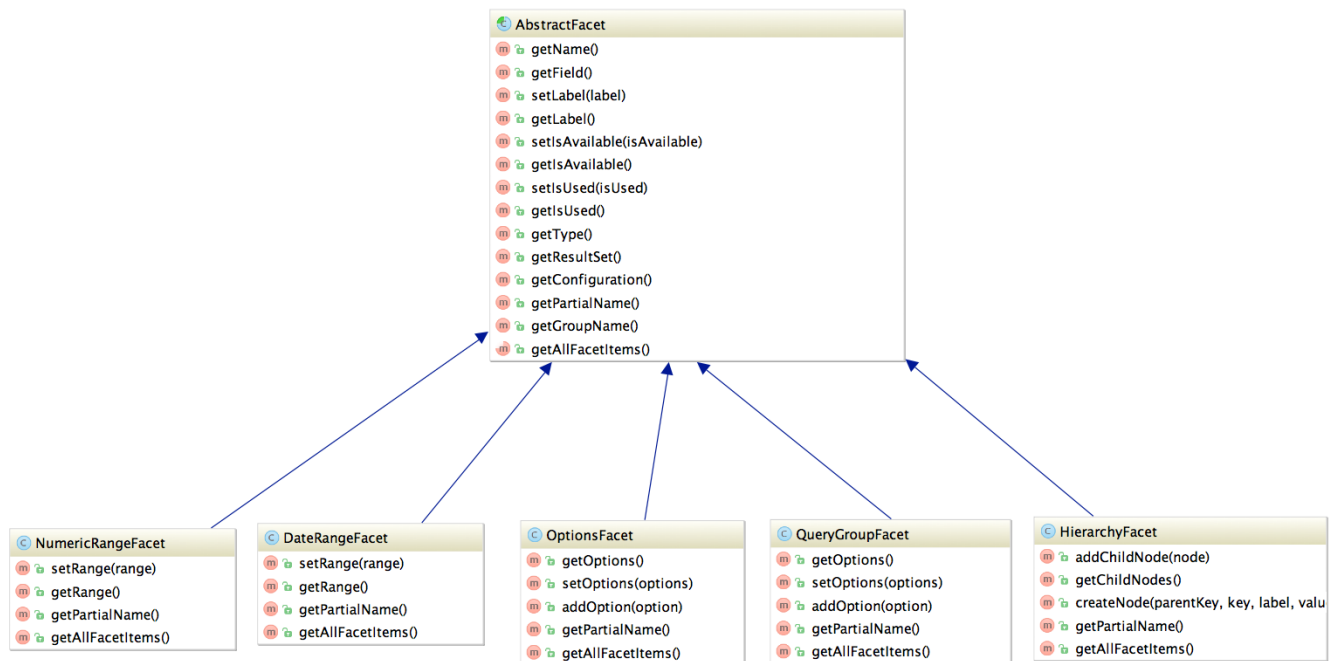 AbstractFacet
getName()
getField()
setLabel(label)
getLabel()
setIsAvailable(isAvailable)
getIsAvailable()
setIsUsed(isUsed)
getIsUsed()
getType()
getResultSet()
getConfiguration()
getPartialName()
getGroupName()
getAllFacetItems()
NumericRangeFacet
setRange(range)
getRange()
getPartialName()
getAllFacetItems()
DateRangeFacet
setRange(range)
getRange()
getPartialName()
getAllFacetItems()
OptionsFacet
getOptions()
setOptions(options)
addOption(option)
getPartialName()
getAllFacetItems()
QueryGroupFacet
getOptions()
setOptions(options)
addOption(option)
getPartialName()
getAllFacetItems()
HierarchyFacet
addChildNode(node)
getChildNodes()
createNode(parentKey, key, label, valu
getPartialName()
getAllFacetItems()